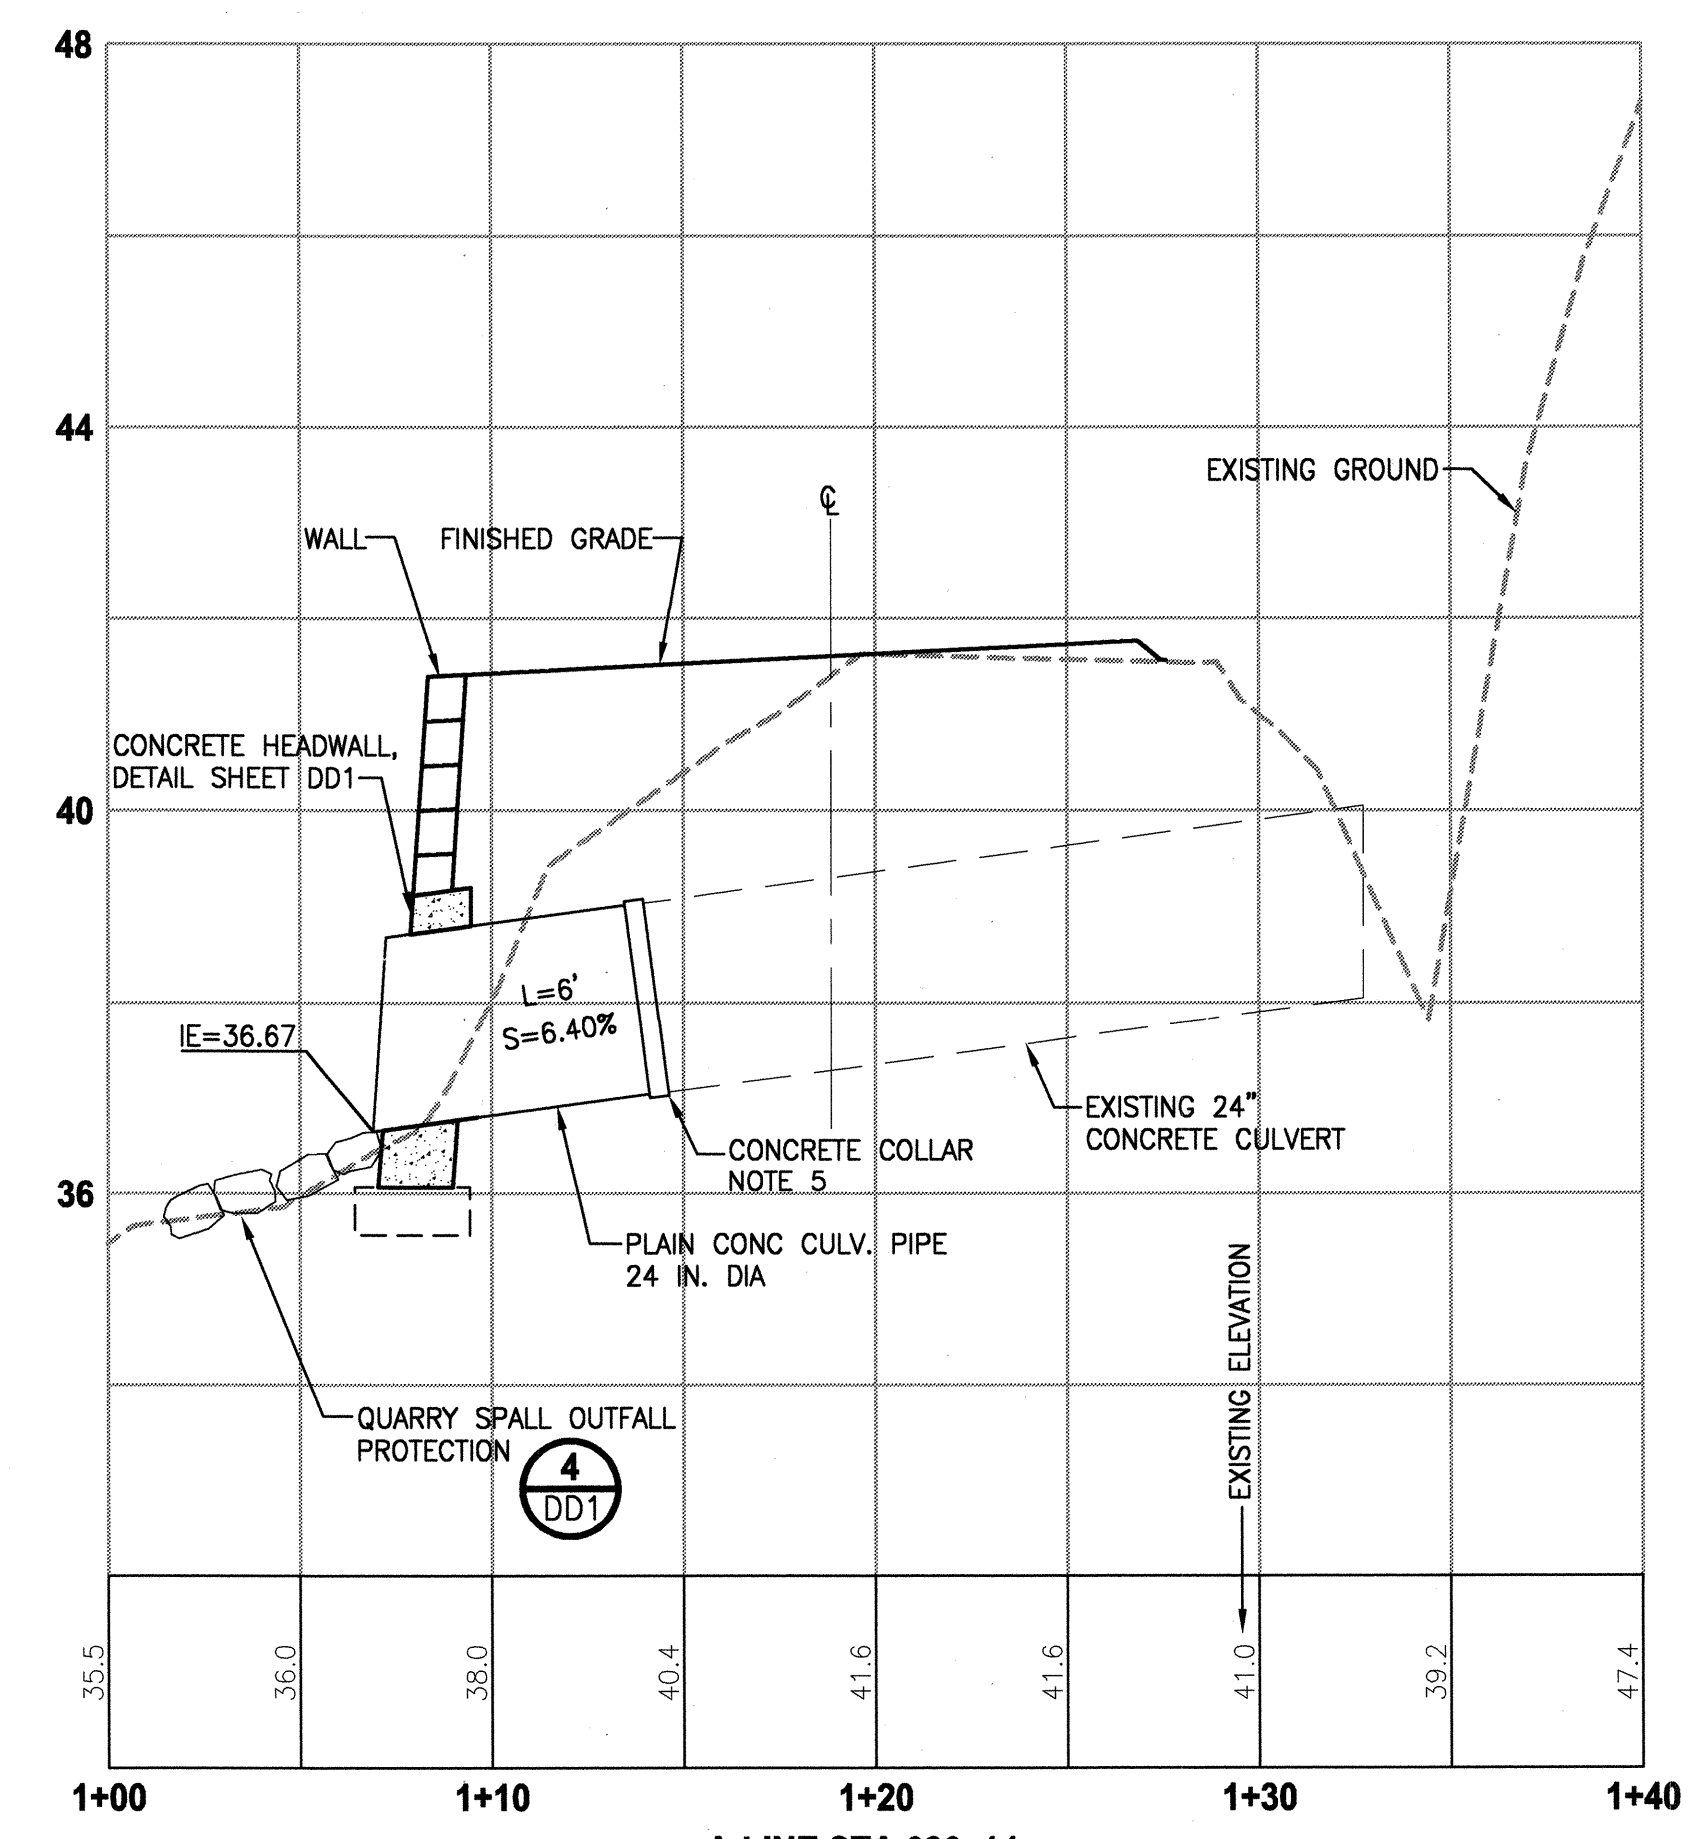 48
44
40
36
EXISTING GROUND
℄
WALL
FINISHED GRADE
CONCRETE HEADWALL,
DETAIL SHEET DD1
L=6'
S=6.40%
IE=36.67
EXISTING 24"
CONCRETE CULVERT
CONCRETE COLLAR
NOTE 5
PLAIN CONC CULV. PIPE
24 IN. DIA
EXISTING ELEVATION
QUARRY SPALL OUTFALL
PROTECTION
4
DD1
35.5
36.0
38.0
40.4
41.6
41.6
41.0
39.2
47.4
1+00
1+10
1+20
1+30
1+40